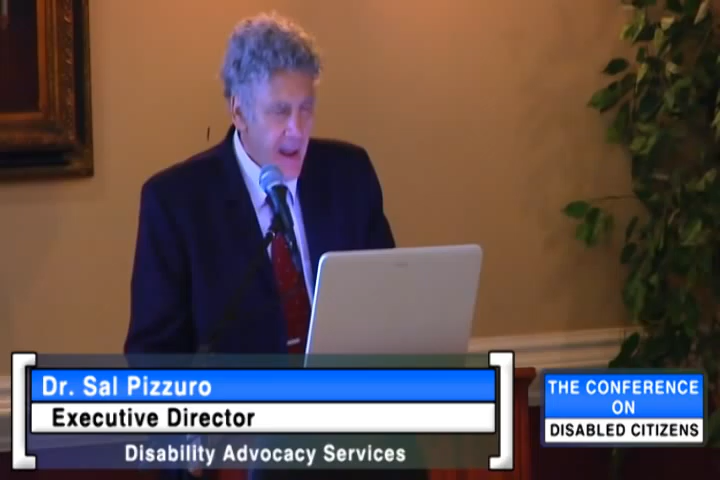 Dr. Sal Pizzuro
Executive Director
Disability Advocacy Services
THE CONFERENCE
ON
DISABLED CITIZENS